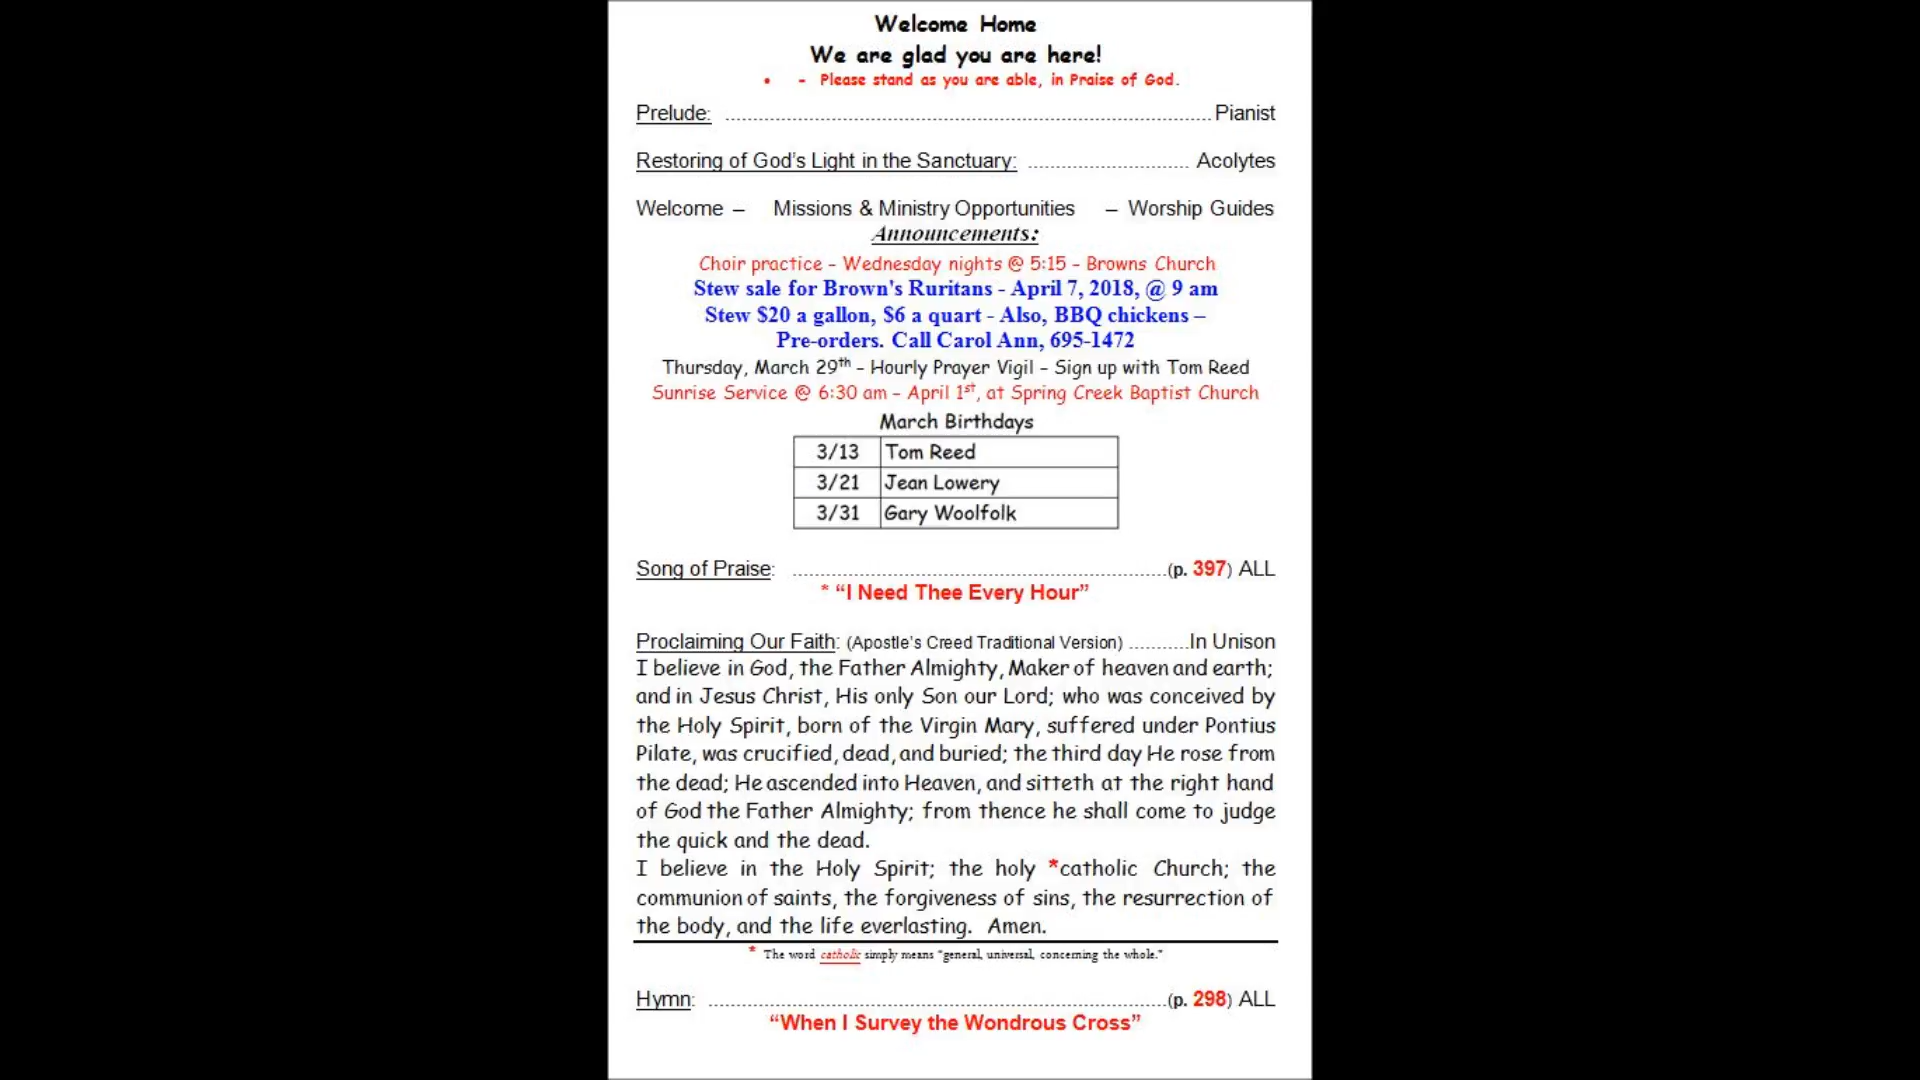 Welcome Home
We are glad you are here!
• - Please stand as you are able, in Praise of God.
Prelude: ........................................................................................ Pianist
Restoring of God's Light in the Sanctuary: ............................. Acolytes
Welcome – Missions & Ministry Opportunities – Worship Guides
Announcements:
Choir practice – Wednesday nights @ 5:15 – Browns Church
Stew sale for Brown's Ruritans - April 7, 2018, @ 9 am
Stew $20 a gallon, $6 a quart - Also, BBQ chickens –
Pre-orders. Call Carol Ann, 695-1472
Thursday, March 29th – Hourly Prayer Vigil – Sign up with Tom Reed
Sunrise Service @ 6:30 am – April 1st, at Spring Creek Baptist Church
March Birthdays
3/13 Tom Reed
3/21 Jean Lowery
3/31 Gary Woolfolk
Song of Praise: ....................................................................(p. 397) ALL
* “I Need Thee Every Hour”
Proclaiming Our Faith: (Apostle's Creed Traditional Version) ...........In Unison
I believe in God, the Father Almighty, Maker of heaven and earth;
and in Jesus Christ, His only Son our Lord; who was conceived by
the Holy Spirit, born of the Virgin Mary, suffered under Pontius
Pilate, was crucified, dead, and buried; the third day He rose from
the dead; He ascended into Heaven, and sitteth at the right hand
of God the Father Almighty; from thence he shall come to judge
the quick and the dead.
I believe in the Holy Spirit; the holy *catholic Church; the
communion of saints, the forgiveness of sins, the resurrection of
the body, and the life everlasting. Amen.
* The word catholic simply means “general, universal, concerning the whole.”
Hymn: ...................................................................................(p. 298) ALL
“When I Survey the Wondrous Cross”